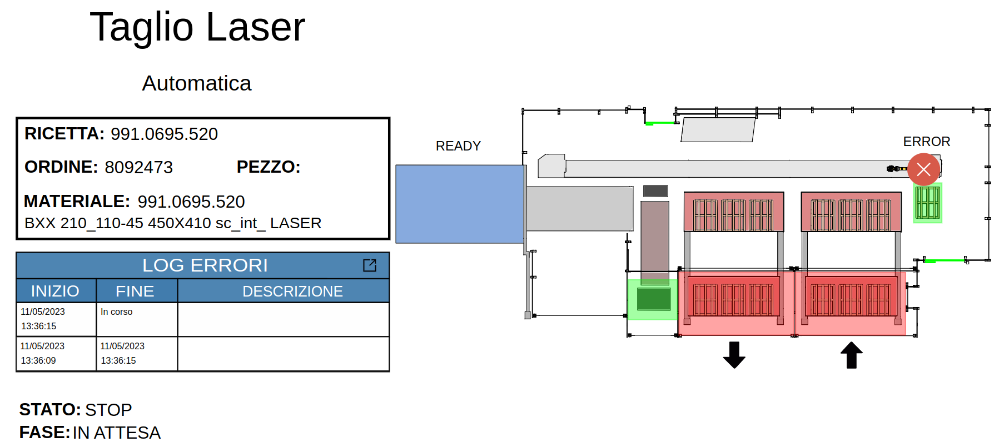 Taglio Laser
Automatica
RICETTA: 991.0695.520
ORDINE: 8092473 PEZZO:
MATERIALE: 991.0695.520
BXX 210_110-45 450X410 sc_int_ LASER
LOG ERRORI
INIZIO FINE DESCRIZIONE
11/05/2023 In corso
13:36:15
11/05/2023 11/05/2023
13:36:09 13:36:15
STATO: STOP
FASE: IN ATTESA
READY
ERROR